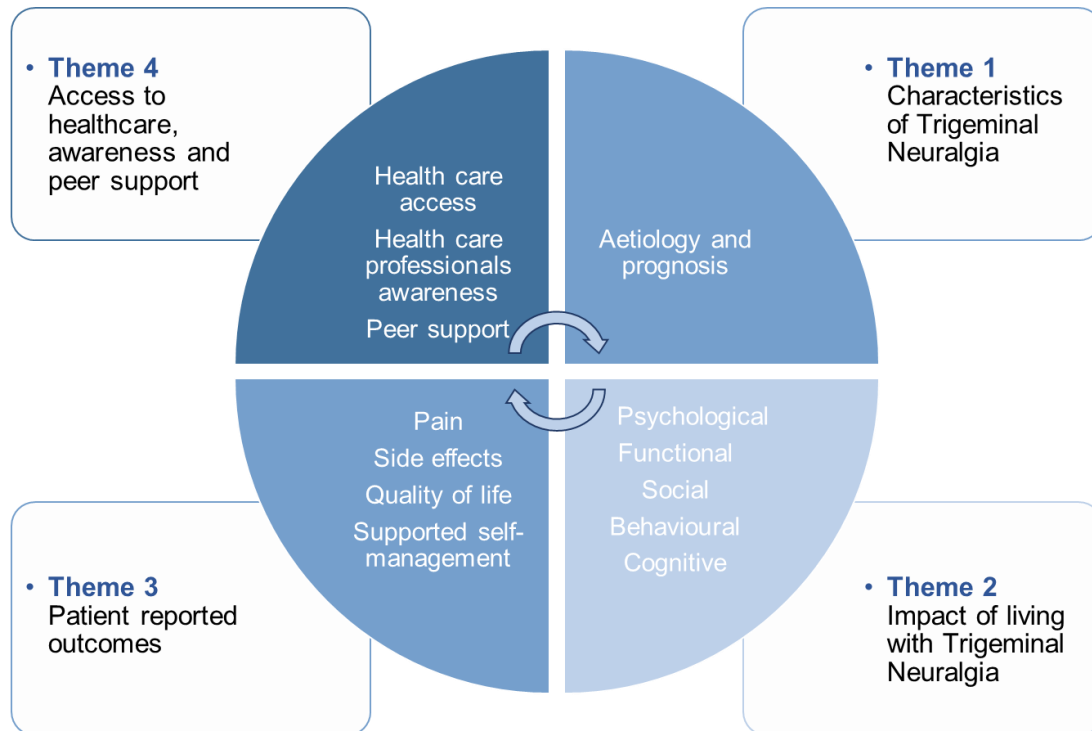 • Theme 4
Access to
healthcare,
awareness and
peer support
Health care
access
Health care
professionals
awareness
Peer support
• Theme 1
Characteristics
of Trigeminal
Neuralgia
Aetiology and
prognosis
Pain
Side effects
Quality of life
Supported self-
management
• Theme 3
Patient reported
outcomes
Psychological
Functional
Social
Behavioural
Cognitive
• Theme 2
Impact of living
with Trigeminal
Neuralgia